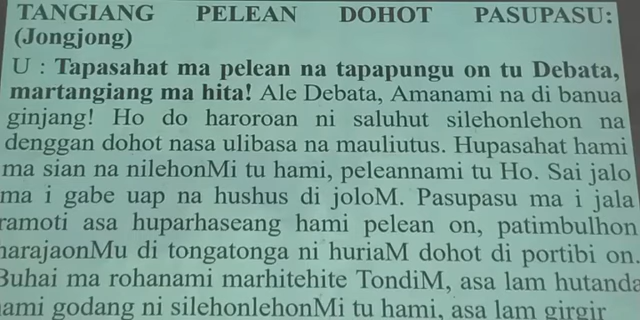 TANGIANG PELEAN DOHOT PASUPASU:
(Jongjong)
U : Tapasahat ma pelean na tapapungu on tu Debata,
martangiang ma hita! Ale Debata, Amanami na di banua
ginjang! Ho do haroroan ni saluhut silehonlehon na
denggan dohot nasa ulibasa na mauliutus. Hupasahat hami
ma sian na nilehonMi tu hami, peleannami tu Ho. Sai jalo
ma i gabe uap na hushus di joloM. Pasupasu ma i jala
ramoti asa huparhaseang hami pelean on, patimbulhon
harajaonMu di tongatonga ni huriaM dohot di portibi on.
Buhai ma rohanami marhitehite TondiM, asa lam hutanda
hami godang ni silehonlehonMi tu hami, asa lam girgir